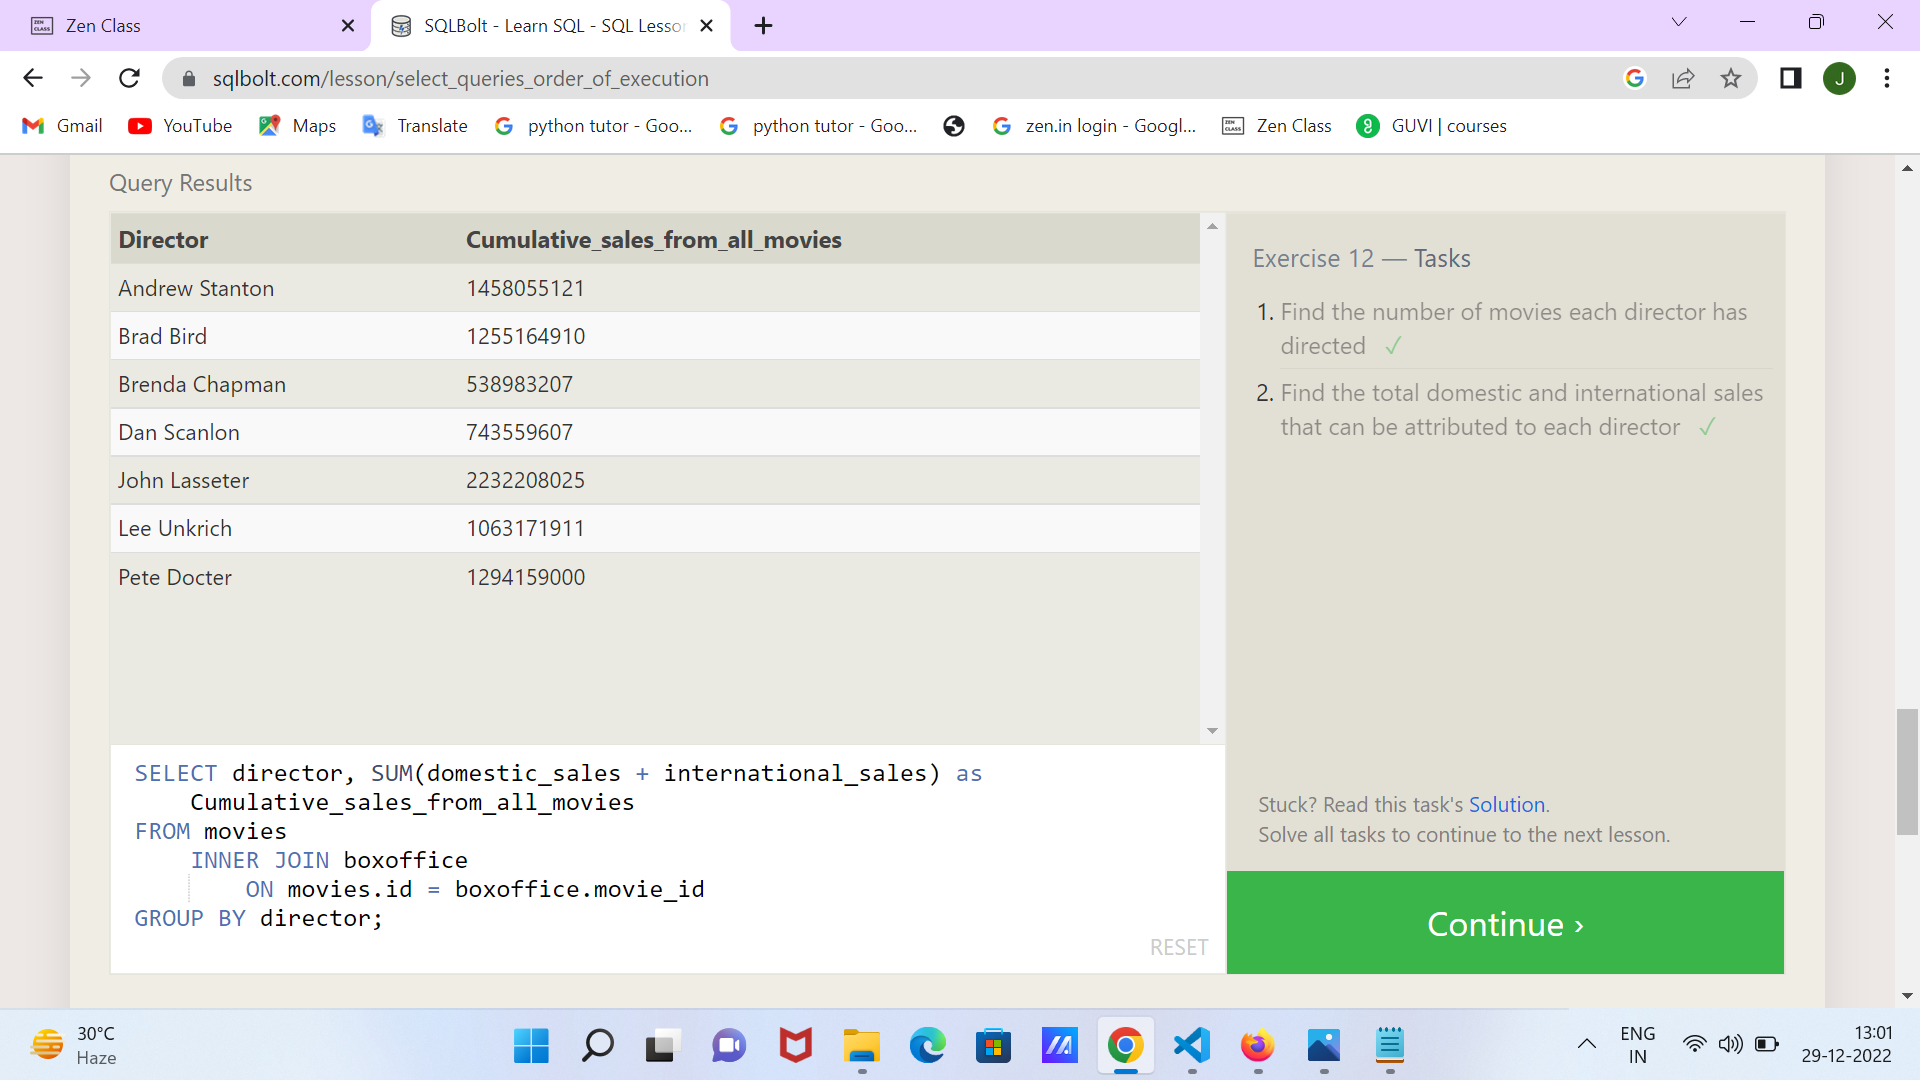 Zen Class
SQLBolt - Learn SQL - SQL Lesso
sqlbolt.com/lesson/select_queries_order_of_execution
J
Gmail
YouTube
Maps
Translate
python tutor - Goo...
python tutor - Goo...
zen.in login - Googl...
Zen Class
GUVI | courses
Query Results
Director Cumulative_sales_from_all_movies
Andrew Stanton 1458055121
Brad Bird 1255164910
Brenda Chapman 538983207
Dan Scanlon 743559607
John Lasseter 2232208025
Lee Unkrich 1063171911
Pete Docter 1294159000
Exercise 12 — Tasks
1. Find the number of movies each director has
directed ✓
2. Find the total domestic and international sales
that can be attributed to each director ✓
SELECT director, SUM(domestic_sales + international_sales) as
Cumulative_sales_from_all_movies
FROM movies
INNER JOIN boxoffice
ON movies.id = boxoffice.movie_id
GROUP BY director;
RESET
Stuck? Read this task's Solution.
Solve all tasks to continue to the next lesson.
Continue ›
30°C
Haze
ENG
IN
13:01
29-12-2022